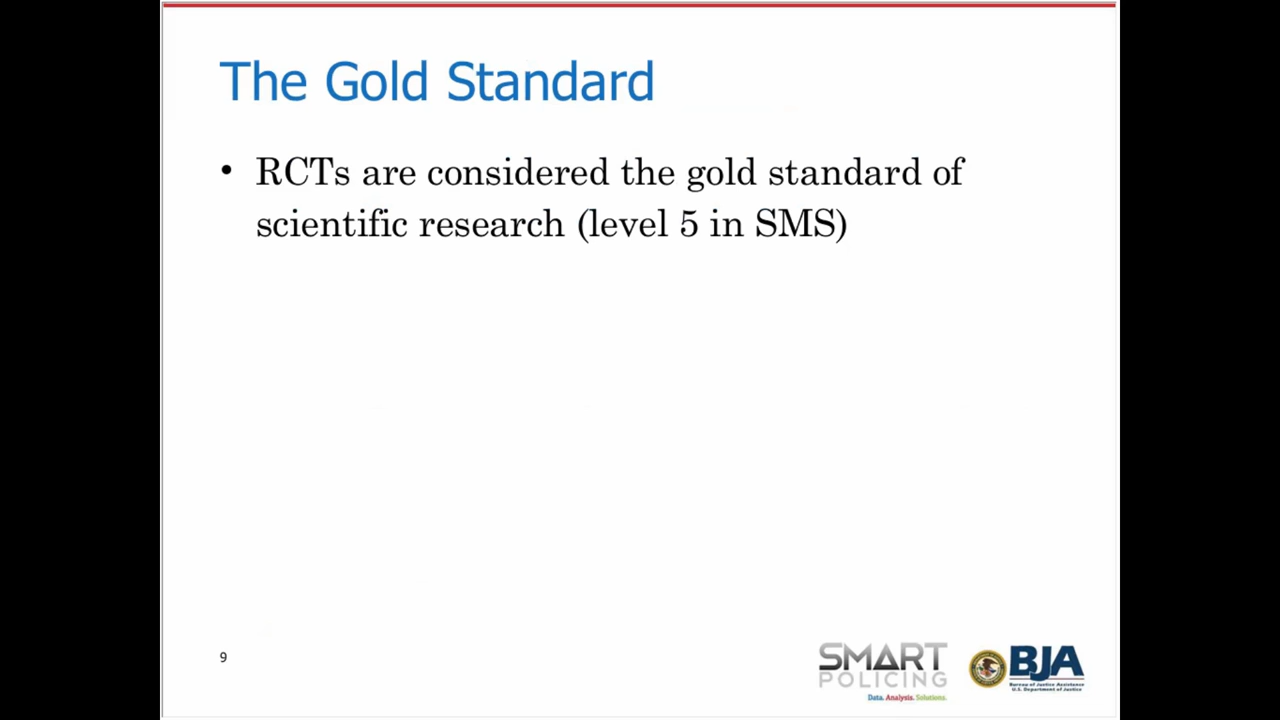 The Gold Standard
• RCTs are considered the gold standard of
scientific research (level 5 in SMS)
9
SMART
POLICING
Data. Analysis. Solutions.
BJA
Bureau of Justice Assistance
U.S. Department of Justice